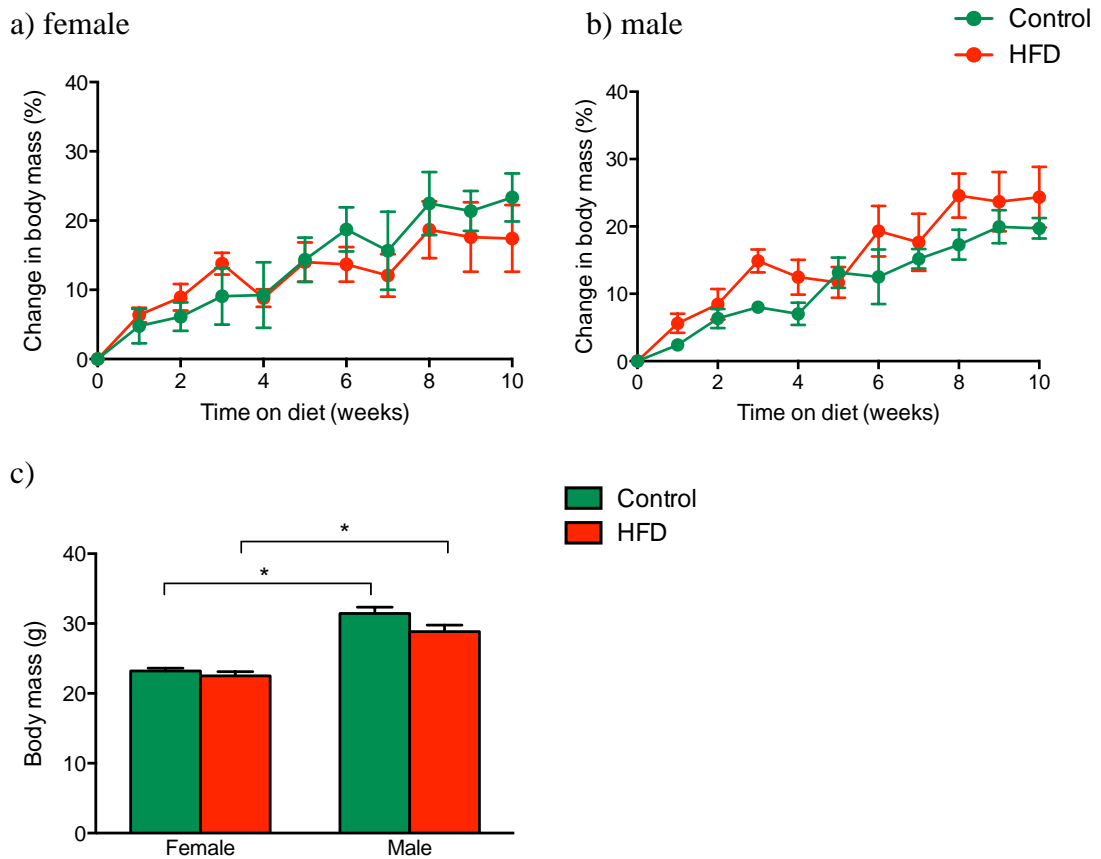 a) female
b) male
Control
HFD
Change in body mass (%)
40
30
20
10
0
0 2 4 6 8 10
Time on diet (weeks)
Change in body mass (%)
40
30
20
10
0
0 2 4 6 8 10
Time on diet (weeks)
c)
Control
HFD
*
*
Body mass (g)
40
30
20
10
0
Female Male